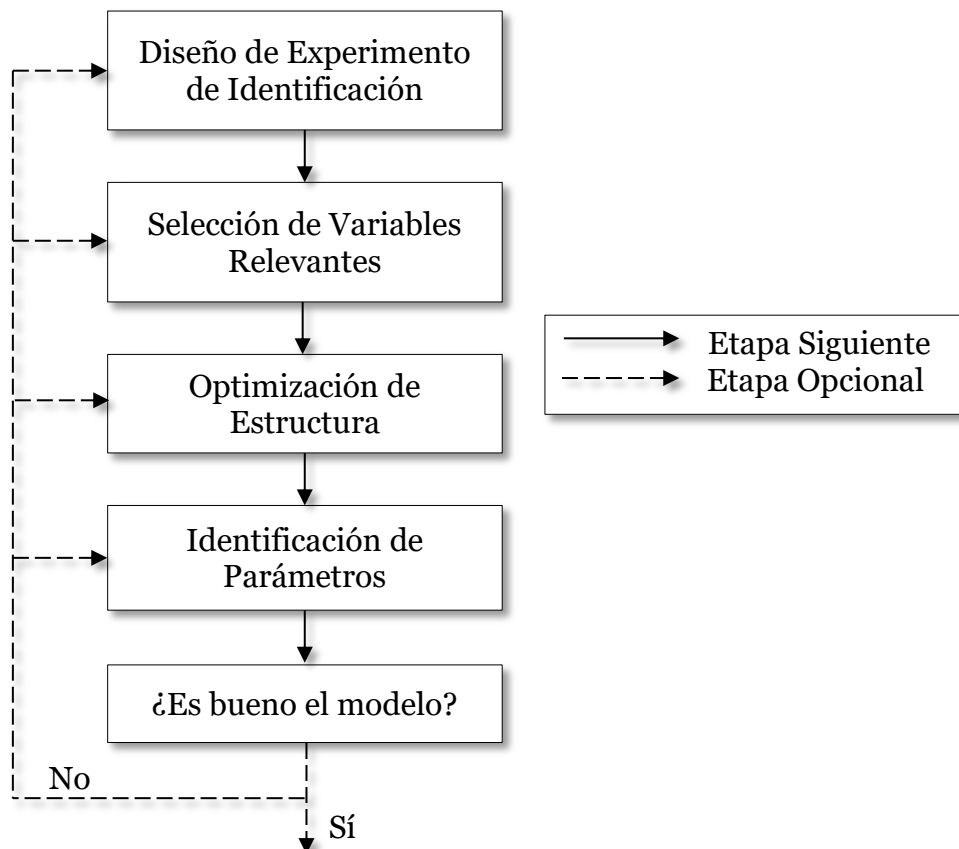 Diseño de Experimento
de Identificación
Selección de Variables
Relevantes
Optimización de
Estructura
Identificación de
Parámetros
¿Es bueno el modelo?
No
Sí
Etapa Siguiente
Etapa Opcional